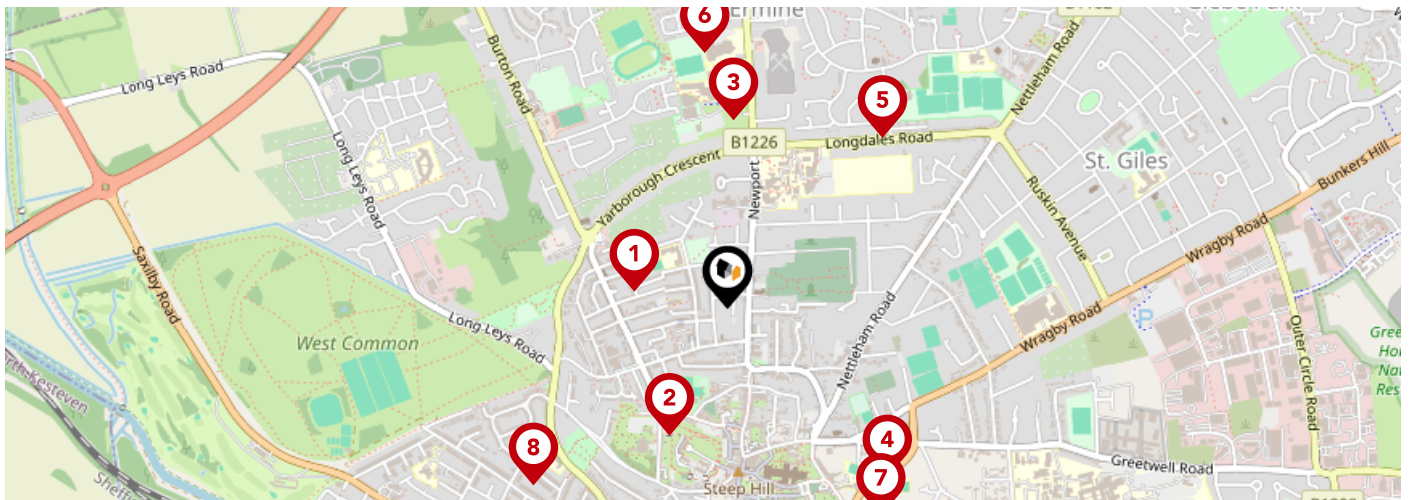 6
Ermine
Nettleham Road
Burton Road
Long Leys Road
3
5
B1226
Longdales Road
Yarborough Crescent
St. Giles
Bunkers Hill
Long Leys Road
Newport
Ruskin Avenue
Wragby Road
1
Saxilby Road
Nettleham Road
P
Wragby Road
Outer Circle Road
West Common
Long Leys Road
2
4
8
7
Greetwell Road
Steep Hill